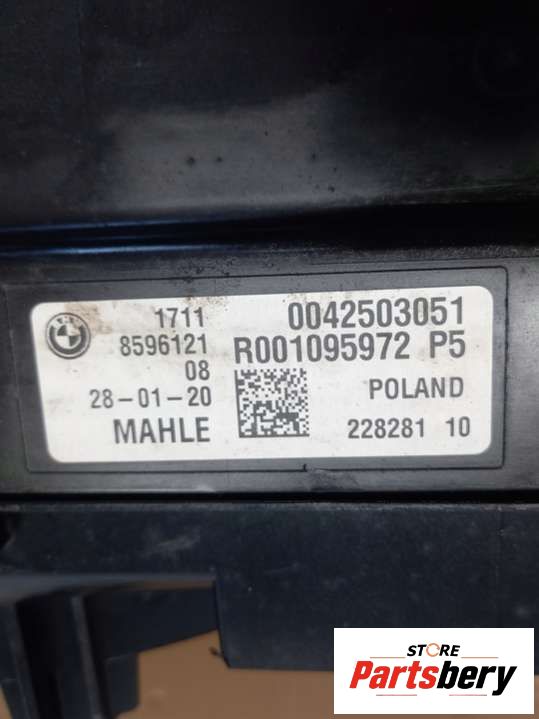 1711
8596121
08
28-01-20
MAHLE
0042503051
R001095972 P5
POLAND
228281 10
STORE
Partsbery